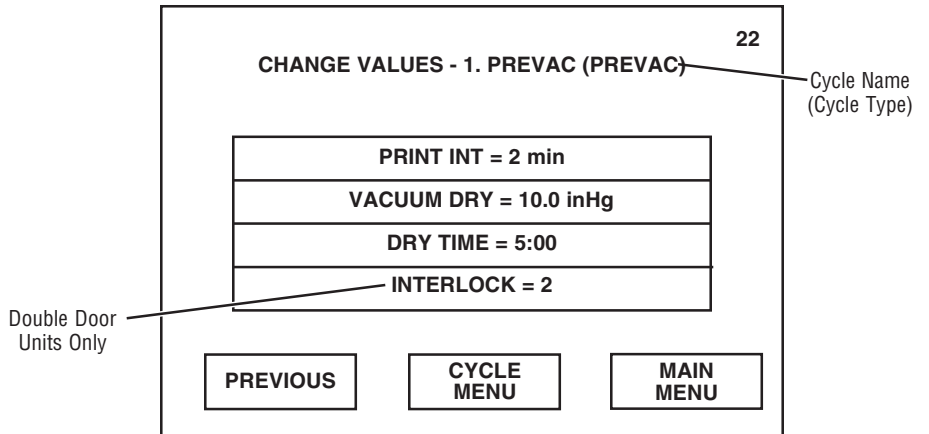 22
CHANGE VALUES - 1. PREVAC (PREVAC)
Cycle Name
(Cycle Type)
PRINT INT = 2 min
VACUUM DRY = 10.0 inHg
DRY TIME = 5:00
INTERLOCK = 2
Double Door
Units Only
PREVIOUS
CYCLE
MENU
MAIN
MENU